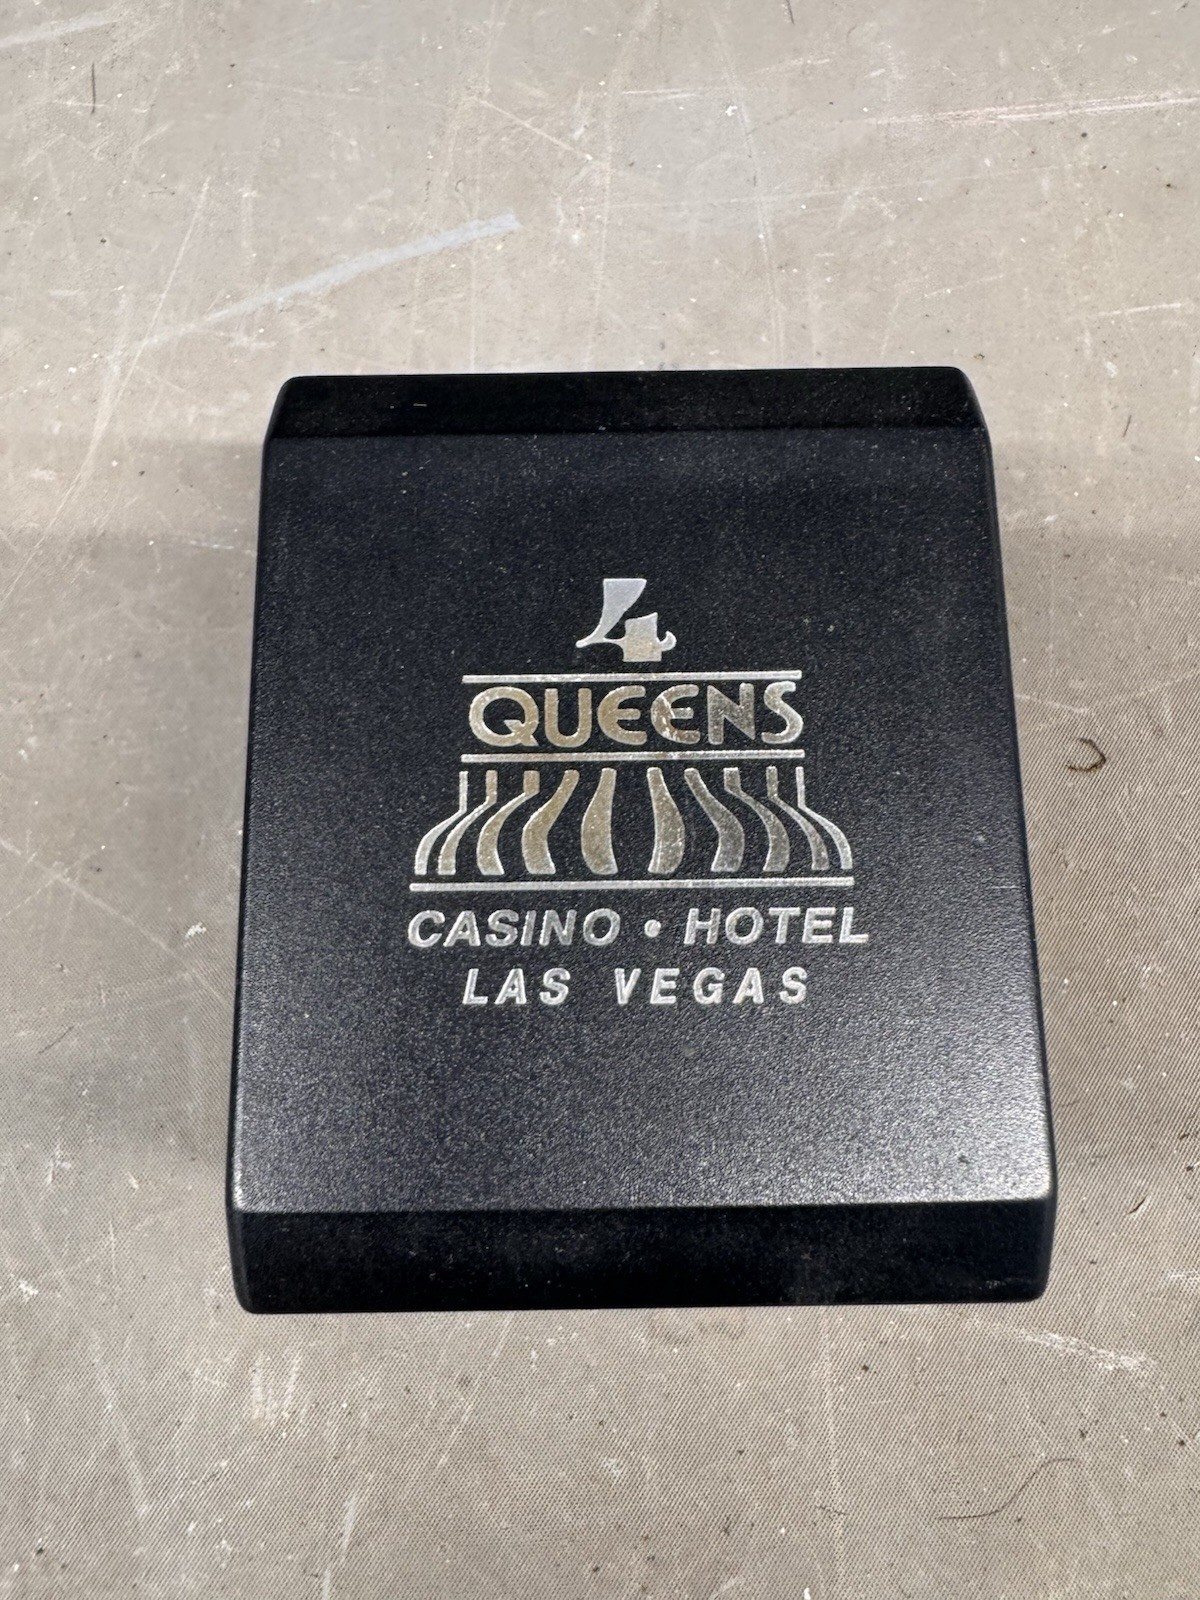 4
QUEENS
CASINO • HOTEL
LAS VEGAS